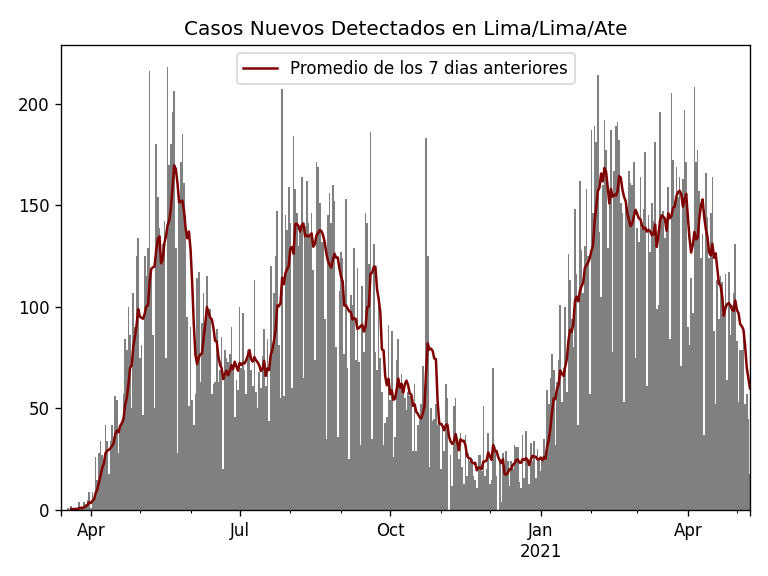 Casos Nuevos Detectados en Lima/Lima/Ate
Promedio de los 7 dias anteriores
200
150
100
50
0
Apr Jul Oct Jan Apr
2021